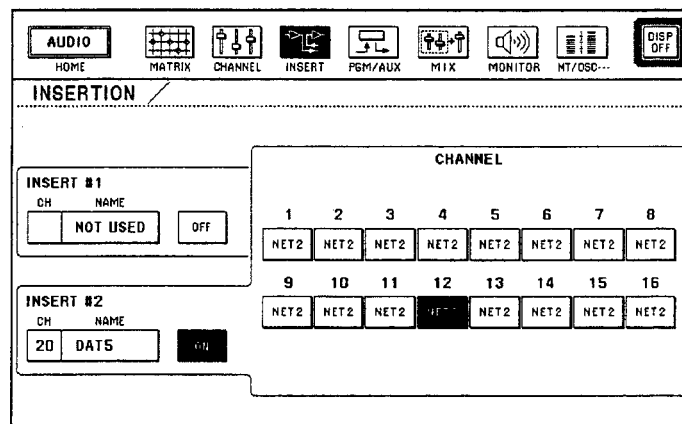 AUDIO
HOME
MATRIX
CHANNEL
INSERT
PGM/AUX
MIX
MONITOR
MT/OSC---
DISP
OFF
INSERTION
CHANNEL
INSERT #1
CH NAME
NOT USED
OFF
1 2 3 4 5 6 7 8
NET2 NET2 NET2 NET2 NET2 NET2 NET2 NET2
9 10 11 12 13 14 15 16
NET2 NET2 NET2 NET2 NET2 NET2 NET2
INSERT #2
CH NAME
20 DAT5
ON